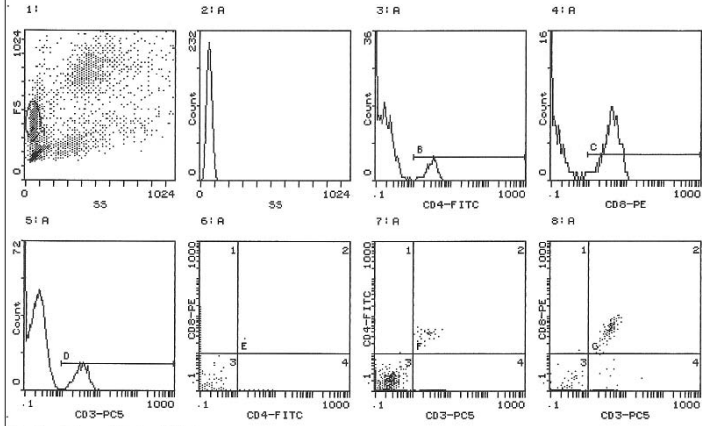 1:
1024
FS
0
0
SS
1024
2: A
232
Count
0
0
SS
1024
3: A
36
Count
0
B
.1
1000
CD4-FITC
4: A
16
Count
0
C
.1
1000
CD8-PE
5: A
72
Count
0
D
.1
1000
CD3-PC5
6: A
1000
CD8-PE
.1
1
2
E
3
4
.1
1000
CD4-FITC
7: A
1000
CD4-FITC
.1
1
2
F
3
4
.1
1000
CD3-PC5
8: A
1000
CD8-PE
.1
1
2
G
3
4
.1
1000
CD3-PC5